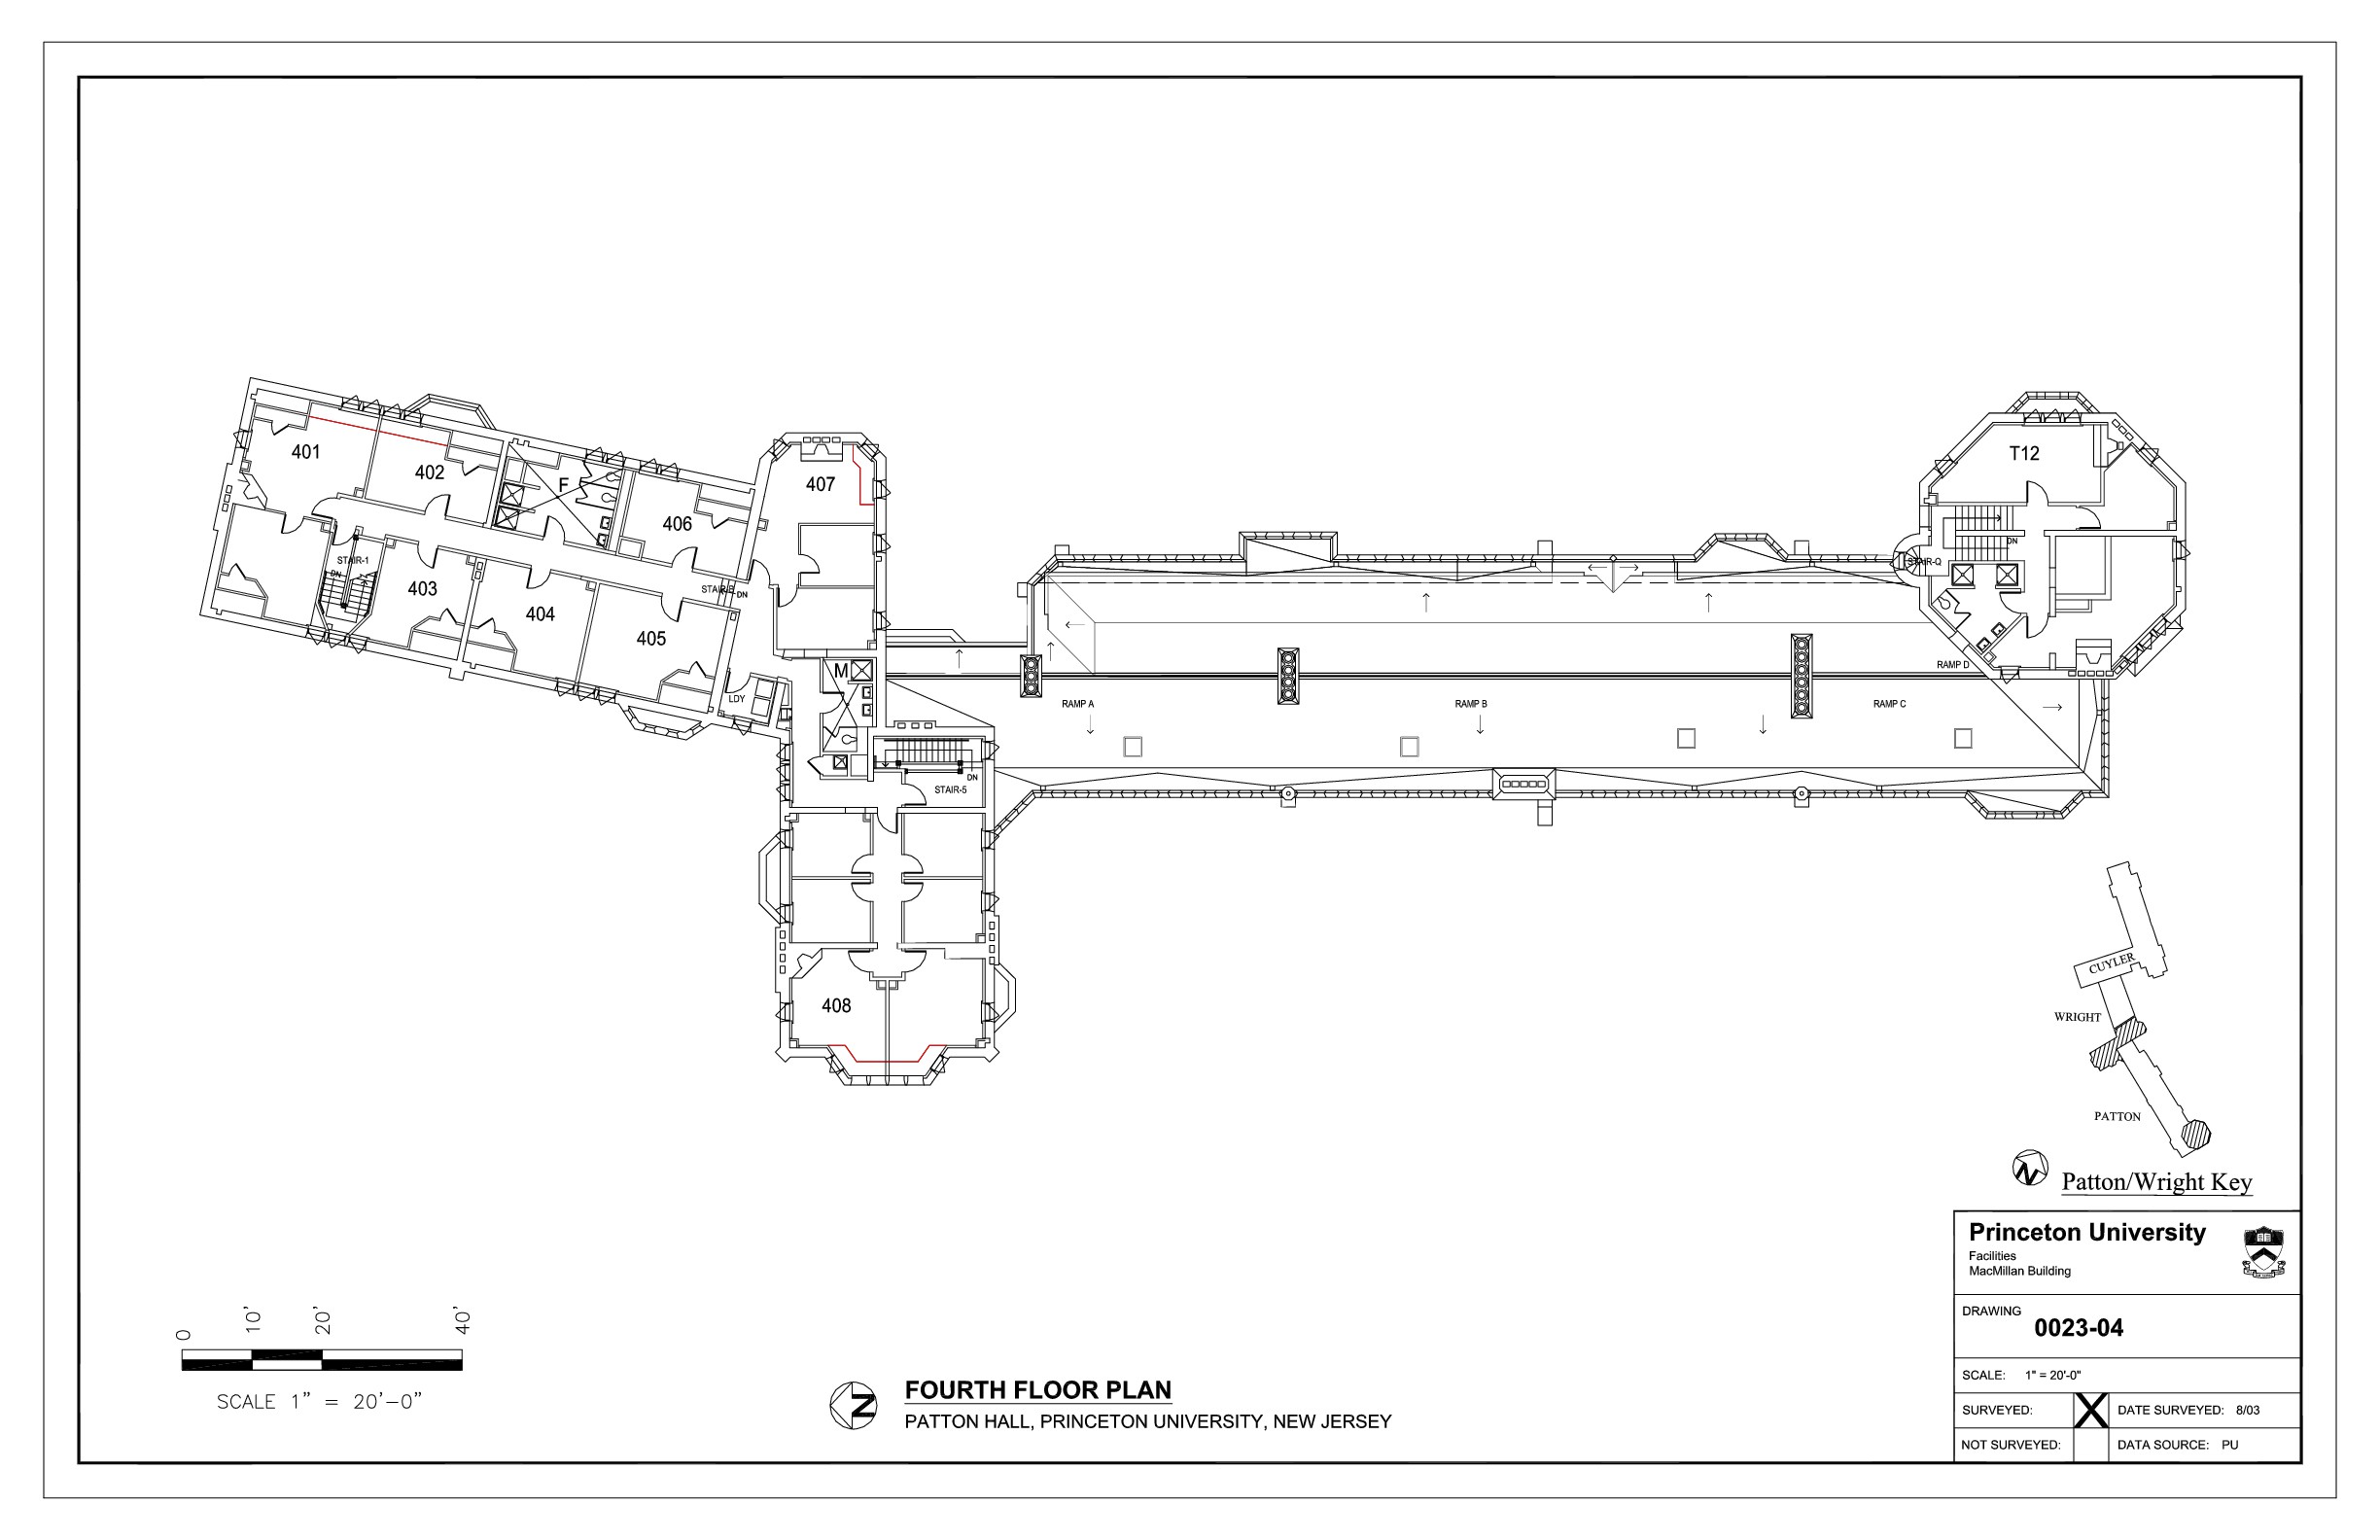 401
402
F
406
407
T12
STAIR-1
DN
403
404
405
DN
LDY
M
DN
STAIR-5
408
DN
STAIR-Q
RAMP A
RAMP B
RAMP C
RAMP D
CUYLER
WRIGHT
PATTON
N
Patton/Wright Key
Princeton University
Facilities
MacMillan Building
DRAWING
0023-04
SCALE: 1" = 20'-0"
SURVEYED: X DATE SURVEYED: 8/03
NOT SURVEYED: DATA SOURCE: PU
0 10' 20' 40'
SCALE 1" = 20'-0"
N
FOURTH FLOOR PLAN
PATTON HALL, PRINCETON UNIVERSITY, NEW JERSEY